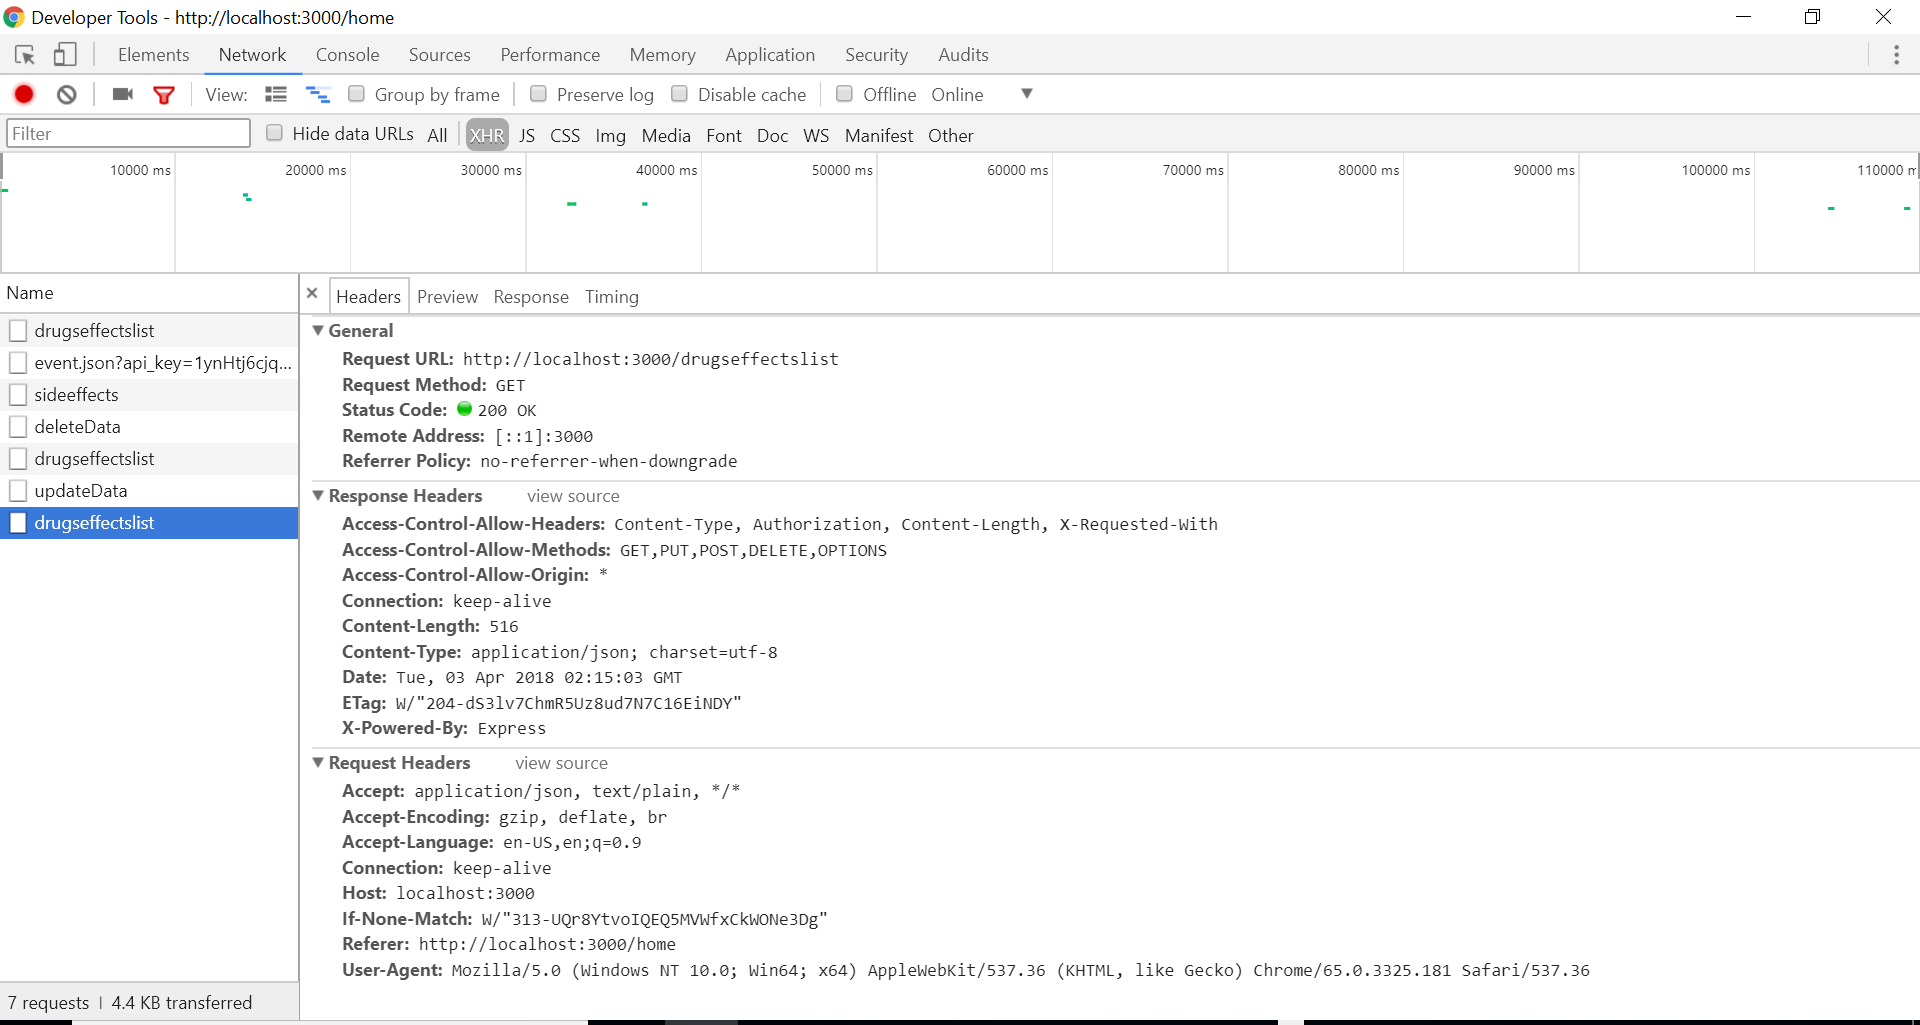 Developer Tools - http://localhost:3000/home
Elements Network Console Sources Performance Memory Application Security Audits
View: Group by frame Preserve log Disable cache Offline Online
Filter Hide data URLs All XHR JS CSS Img Media Font Doc WS Manifest Other
10000 ms 20000 ms 30000 ms 40000 ms 50000 ms 60000 ms 70000 ms 80000 ms 90000 ms 100000 ms 110000 m
Name
drugseffectslist
event.json?api_key=1ynHtj6cjq...
sideeffects
deleteData
drugseffectslist
updateData
drugseffectslist
7 requests | 4.4 KB transferred
× Headers Preview Response Timing
General
Request URL: http://localhost:3000/drugseffectslist
Request Method: GET
Status Code: 200 OK
Remote Address: [::1]:3000
Referrer Policy: no-referrer-when-downgrade
Response Headers view source
Access-Control-Allow-Headers: Content-Type, Authorization, Content-Length, X-Requested-With
Access-Control-Allow-Methods: GET,PUT,POST,DELETE,OPTIONS
Access-Control-Allow-Origin: *
Connection: keep-alive
Content-Length: 516
Content-Type: application/json; charset=utf-8
Date: Tue, 03 Apr 2018 02:15:03 GMT
ETag: W/"204-dS3lv7ChmR5Uz8ud7N7C16EiNDY"
X-Powered-By: Express
Request Headers view source
Accept: application/json, text/plain, */*
Accept-Encoding: gzip, deflate, br
Accept-Language: en-US,en;q=0.9
Connection: keep-alive
Host: localhost:3000
If-None-Match: W/"313-UQr8YtvoIQEQ5MVWfxCkWONe3Dg"
Referer: http://localhost:3000/home
User-Agent: Mozilla/5.0 (Windows NT 10.0; Win64; x64) AppleWebKit/537.36 (KHTML, like Gecko) Chrome/65.0.3325.181 Safari/537.36